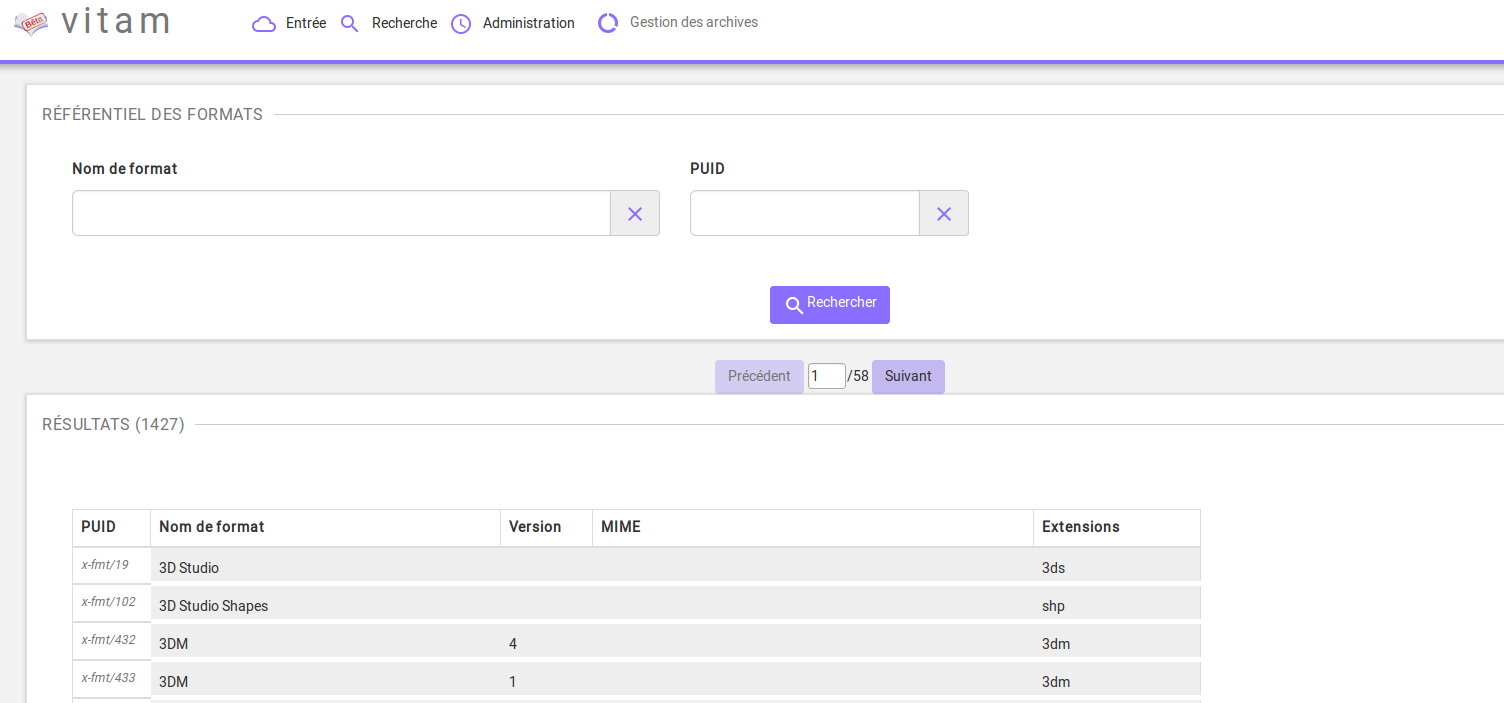 Béta vitam Entrée Recherche Administration Gestion des archives
RÉFÉRENTIEL DES FORMATS
Nom de format PUID
Rechercher
Précédent 1 /58 Suivant
RÉSULTATS (1427)
PUID Nom de format Version MIME Extensions
x-fmt/19 3D Studio 3ds
x-fmt/102 3D Studio Shapes shp
x-fmt/432 3DM 4 3dm
x-fmt/433 3DM 1 3dm